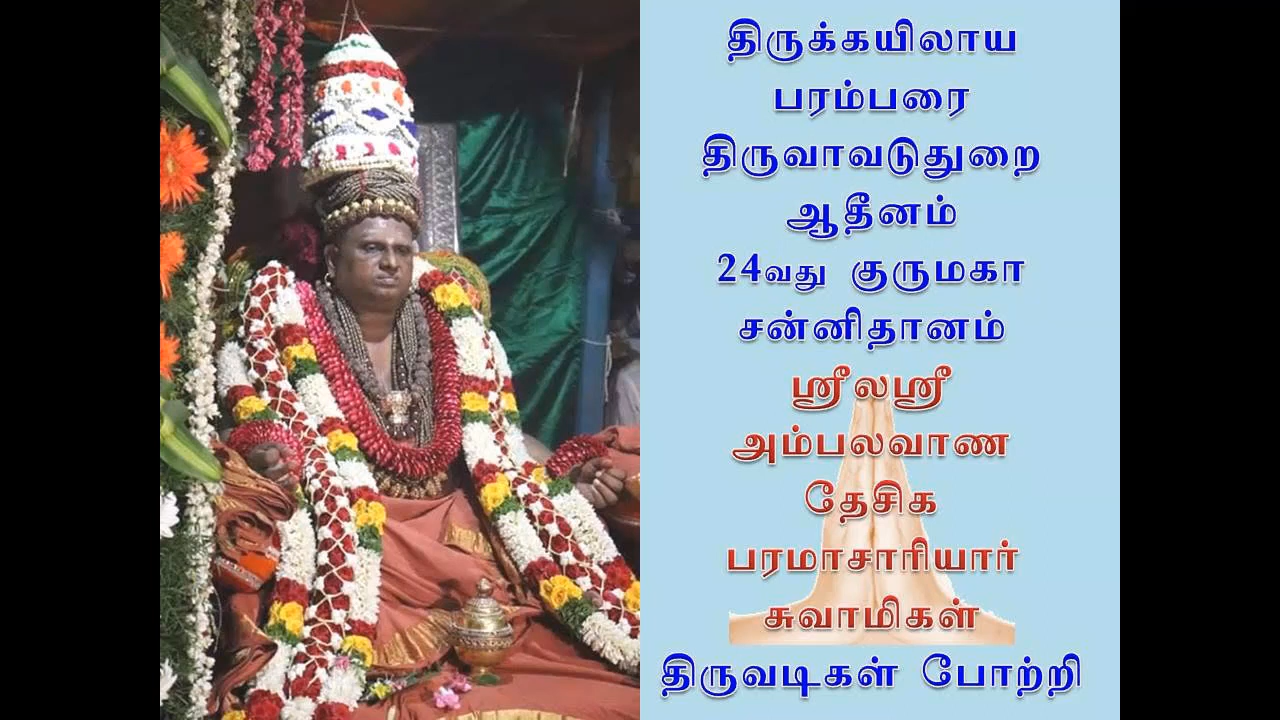 திருக்கயிலாய
பரம்பரை
திருவாவடுதுறை
ஆதீனம்
24வது குருமகா
சன்னிதானம்
ஸ்ரீலஸ்ரீ
அம்பலவாண
தேசிக
பரமாசாரியார்
சுவாமிகள்
திருவடிகள் போற்றி